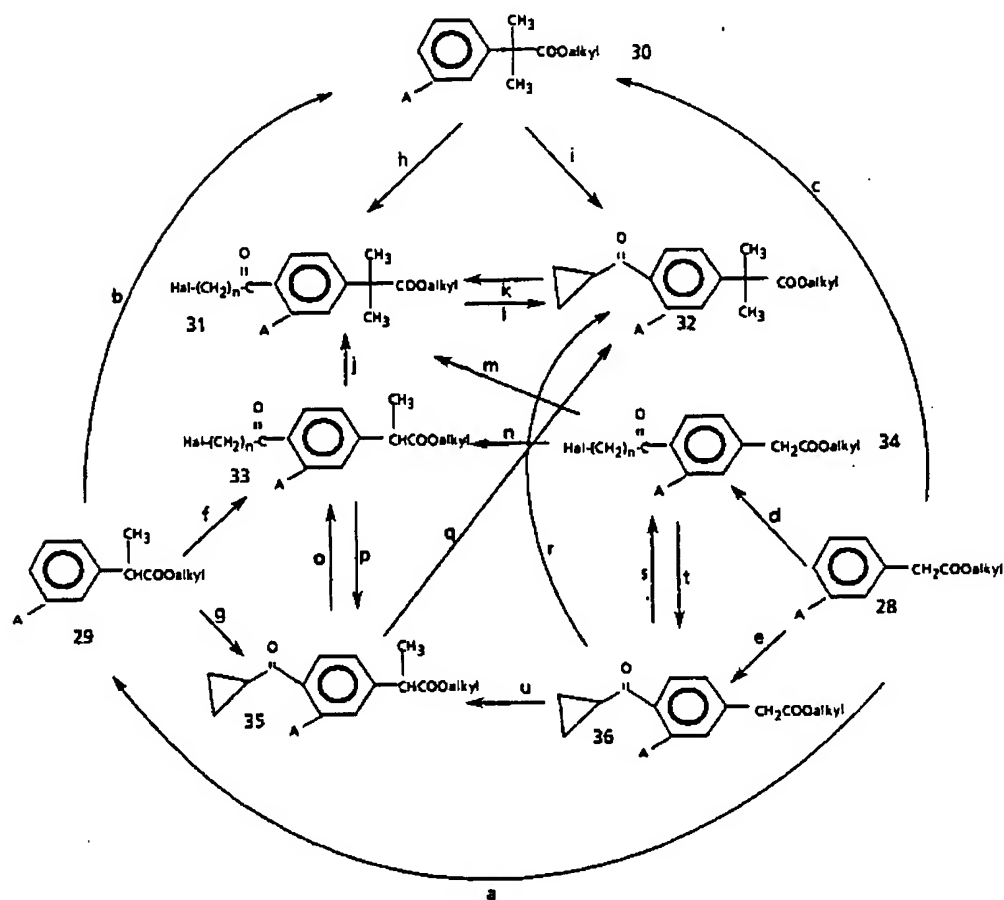 CH₃
COOalkyl 30
CH₃
A
h i
c
b
O
Hal-(CH₂)ₙ-C
CH₃
COOalkyl
CH₃
A
31
k
l
O
CH₃
COOalkyl
CH₃
A
32
j
m
O
Hal-(CH₂)ₙ-C
CH₃
CHCOOalkyl
A
33
n
O
Hal-(CH₂)ₙ-C
CH₂COOalkyl
A
34
f
o p
q
r
s t
d
CH₃
CHCOOalkyl
A
29
g
CH₂COOalkyl
A
28
e
O
CH₃
CHCOOalkyl
A
35
u
O
CH₂COOalkyl
A
36
a